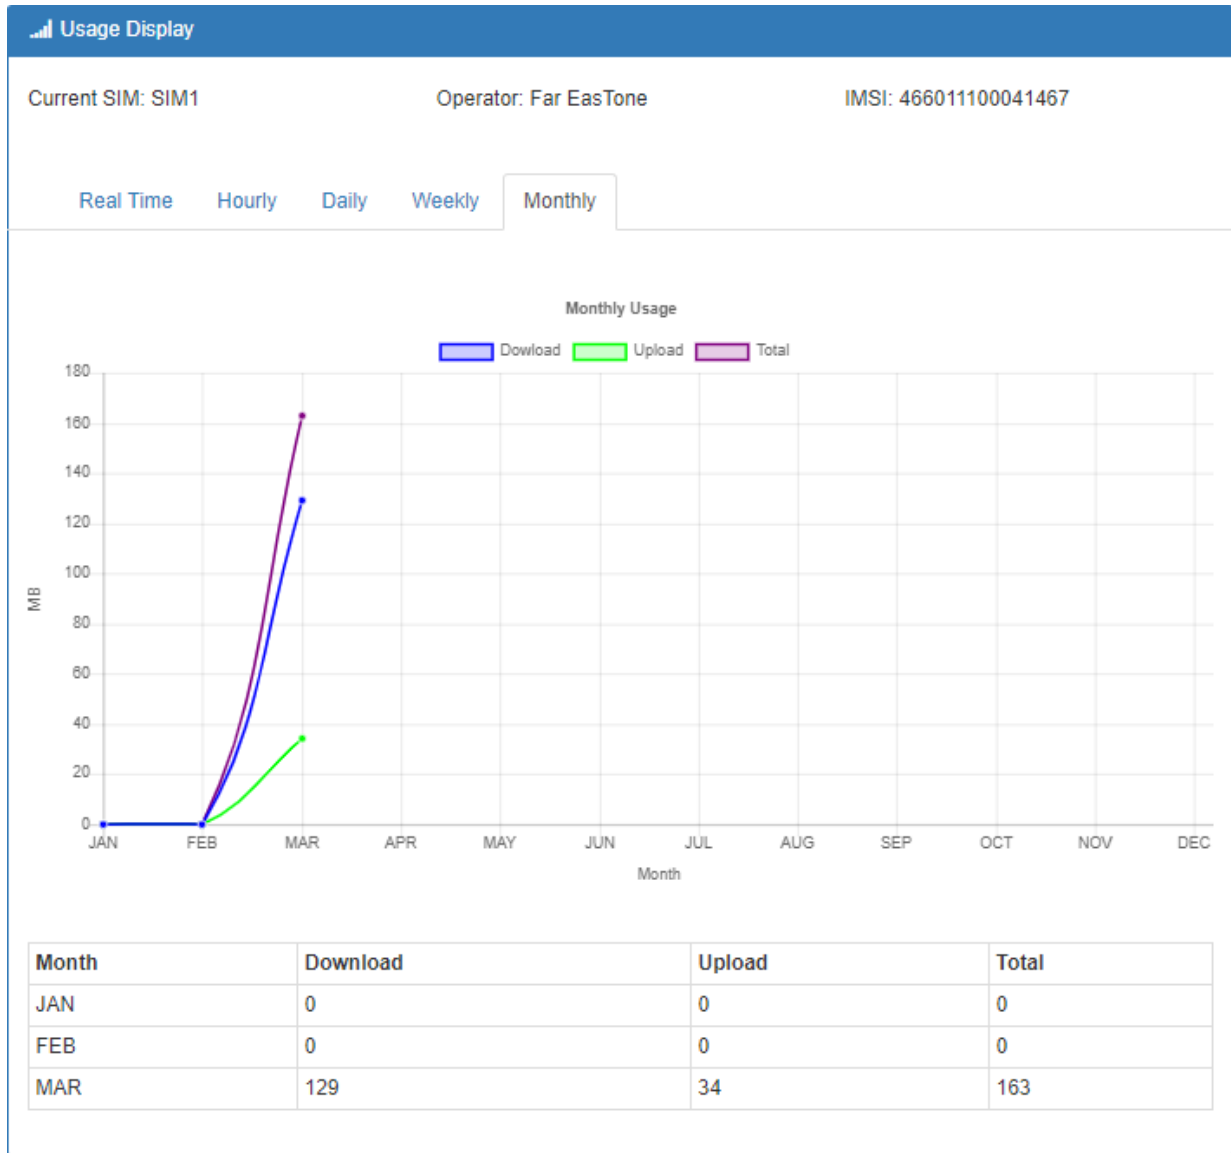 Usage Display
Current SIM: SIM1 Operator: Far EasTone IMSI: 466011100041467
Real Time Hourly Daily Weekly Monthly
Monthly Usage
Dowload Upload Total
180
160
140
120
100
80
60
40
20
0
MB
JAN FEB MAR APR MAY JUN JUL AUG SEP OCT NOV DEC
Month
Month Download Upload Total
JAN 0 0 0
FEB 0 0 0
MAR 129 34 163